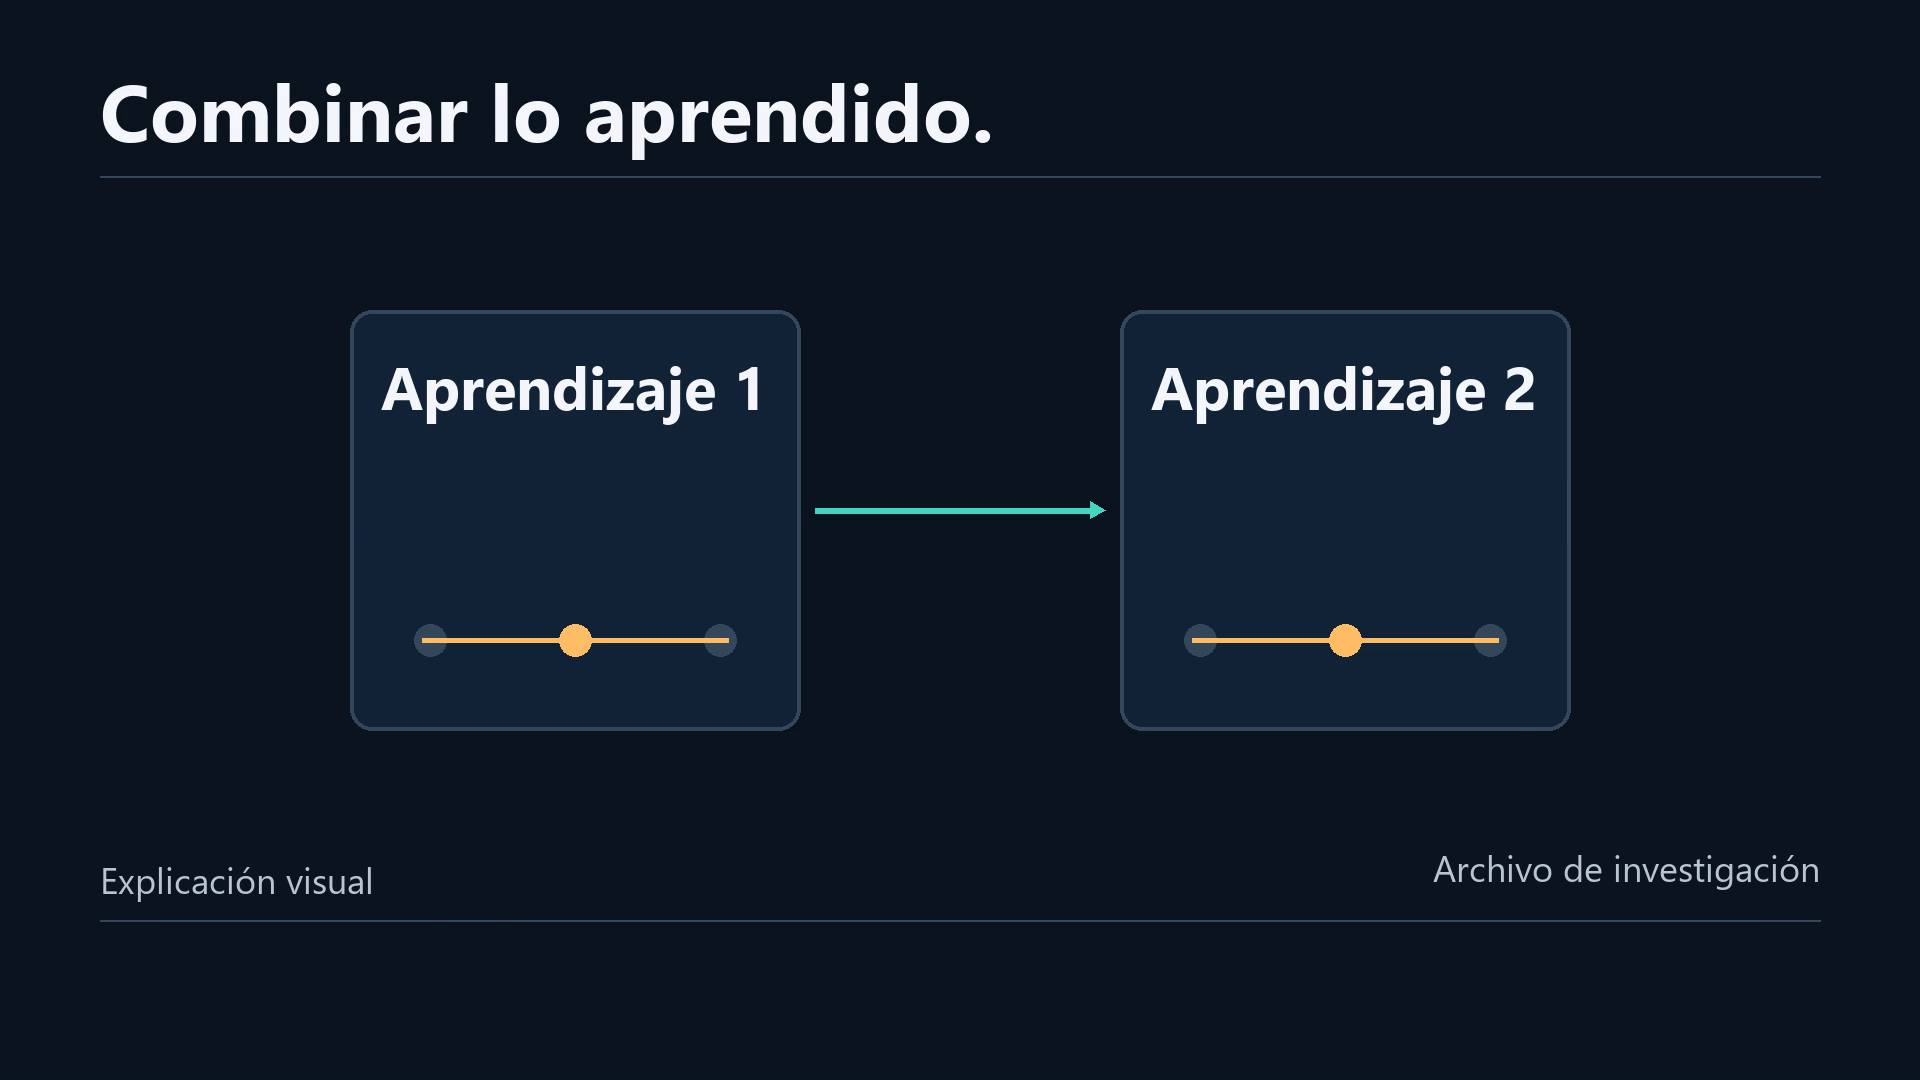 Combinar lo aprendido.
Aprendizaje 1
Aprendizaje 2
Explicación visual
Archivo de investigación